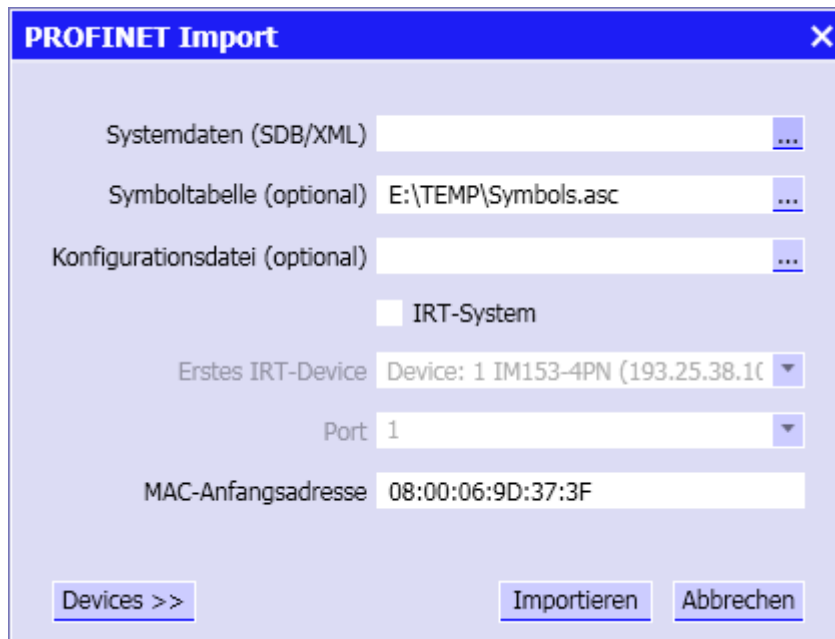 PROFINET Import
Systemdaten (SDB/XML) ...
Symboltabelle (optional) E:\TEMP\Symbols.asc ...
Konfigurationsdatei (optional) ...
IRT-System
Erstes IRT-Device Device: 1 IM153-4PN (193.25.38.10
Port 1
MAC-Anfangsadresse 08:00:06:9D:37:3F
Devices >> Importieren Abbrechen